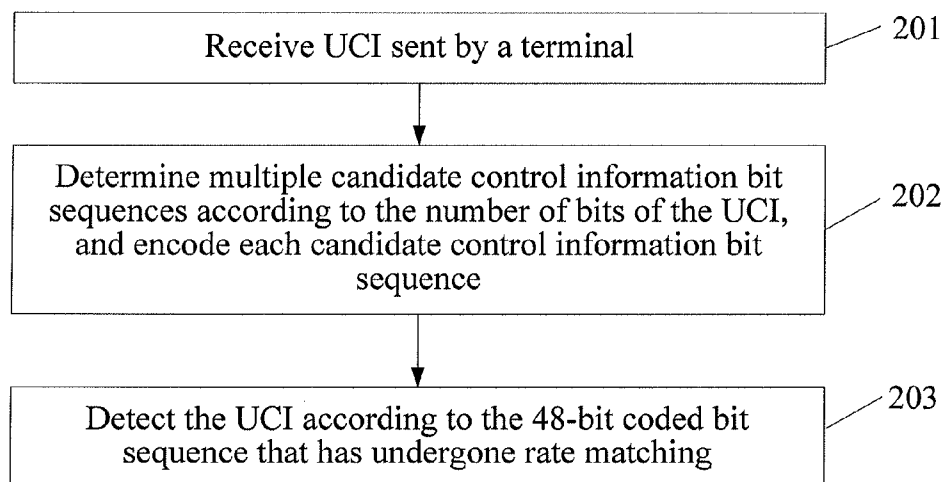 Receive UCI sent by a terminal
201
Determine multiple candidate control information bit
sequences according to the number of bits of the UCI,
and encode each candidate control information bit
sequence
202
Detect the UCI according to the 48-bit coded bit
sequence that has undergone rate matching
203